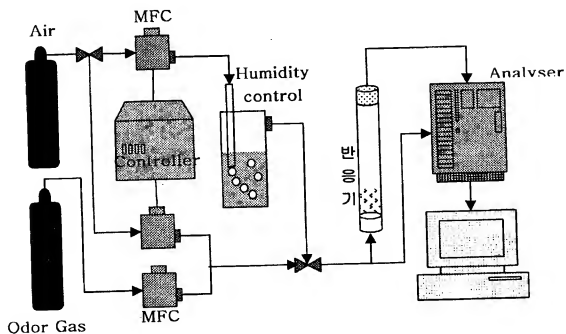 MFC
Air
Humidity
control
Analyser
Controller
반응기
MFC
Odor Gas